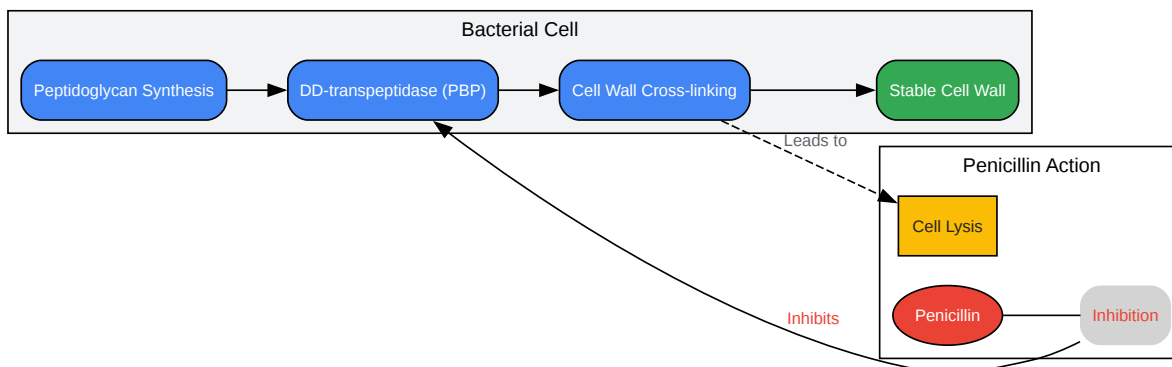 Bacterial Cell
Peptidoglycan Synthesis
DD-transpeptidase (PBP)
Cell Wall Cross-linking
Stable Cell Wall
Leads to
Penicillin Action
Cell Lysis
Inhibits
Penicillin
Inhibition